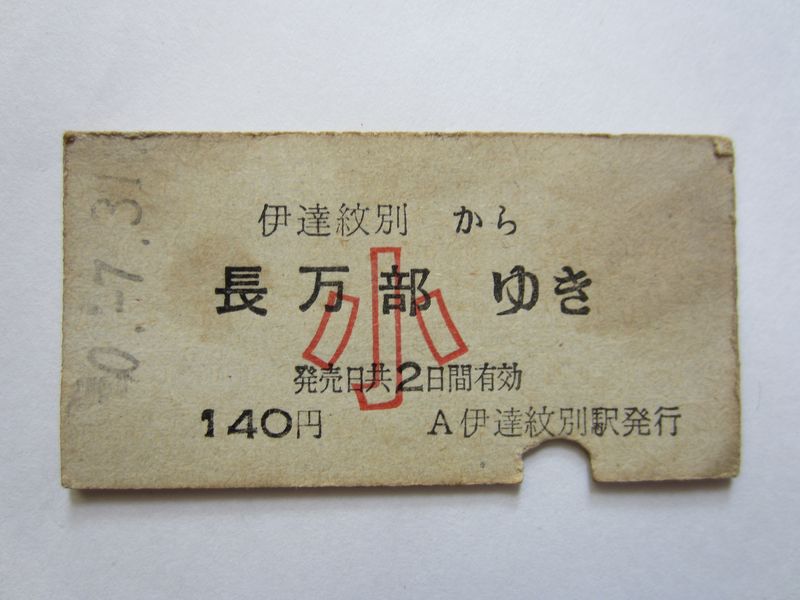 伊達紋別 から
長万部 ゆき
小
発売日共2日間有効
140円 A伊達紋別駅発行